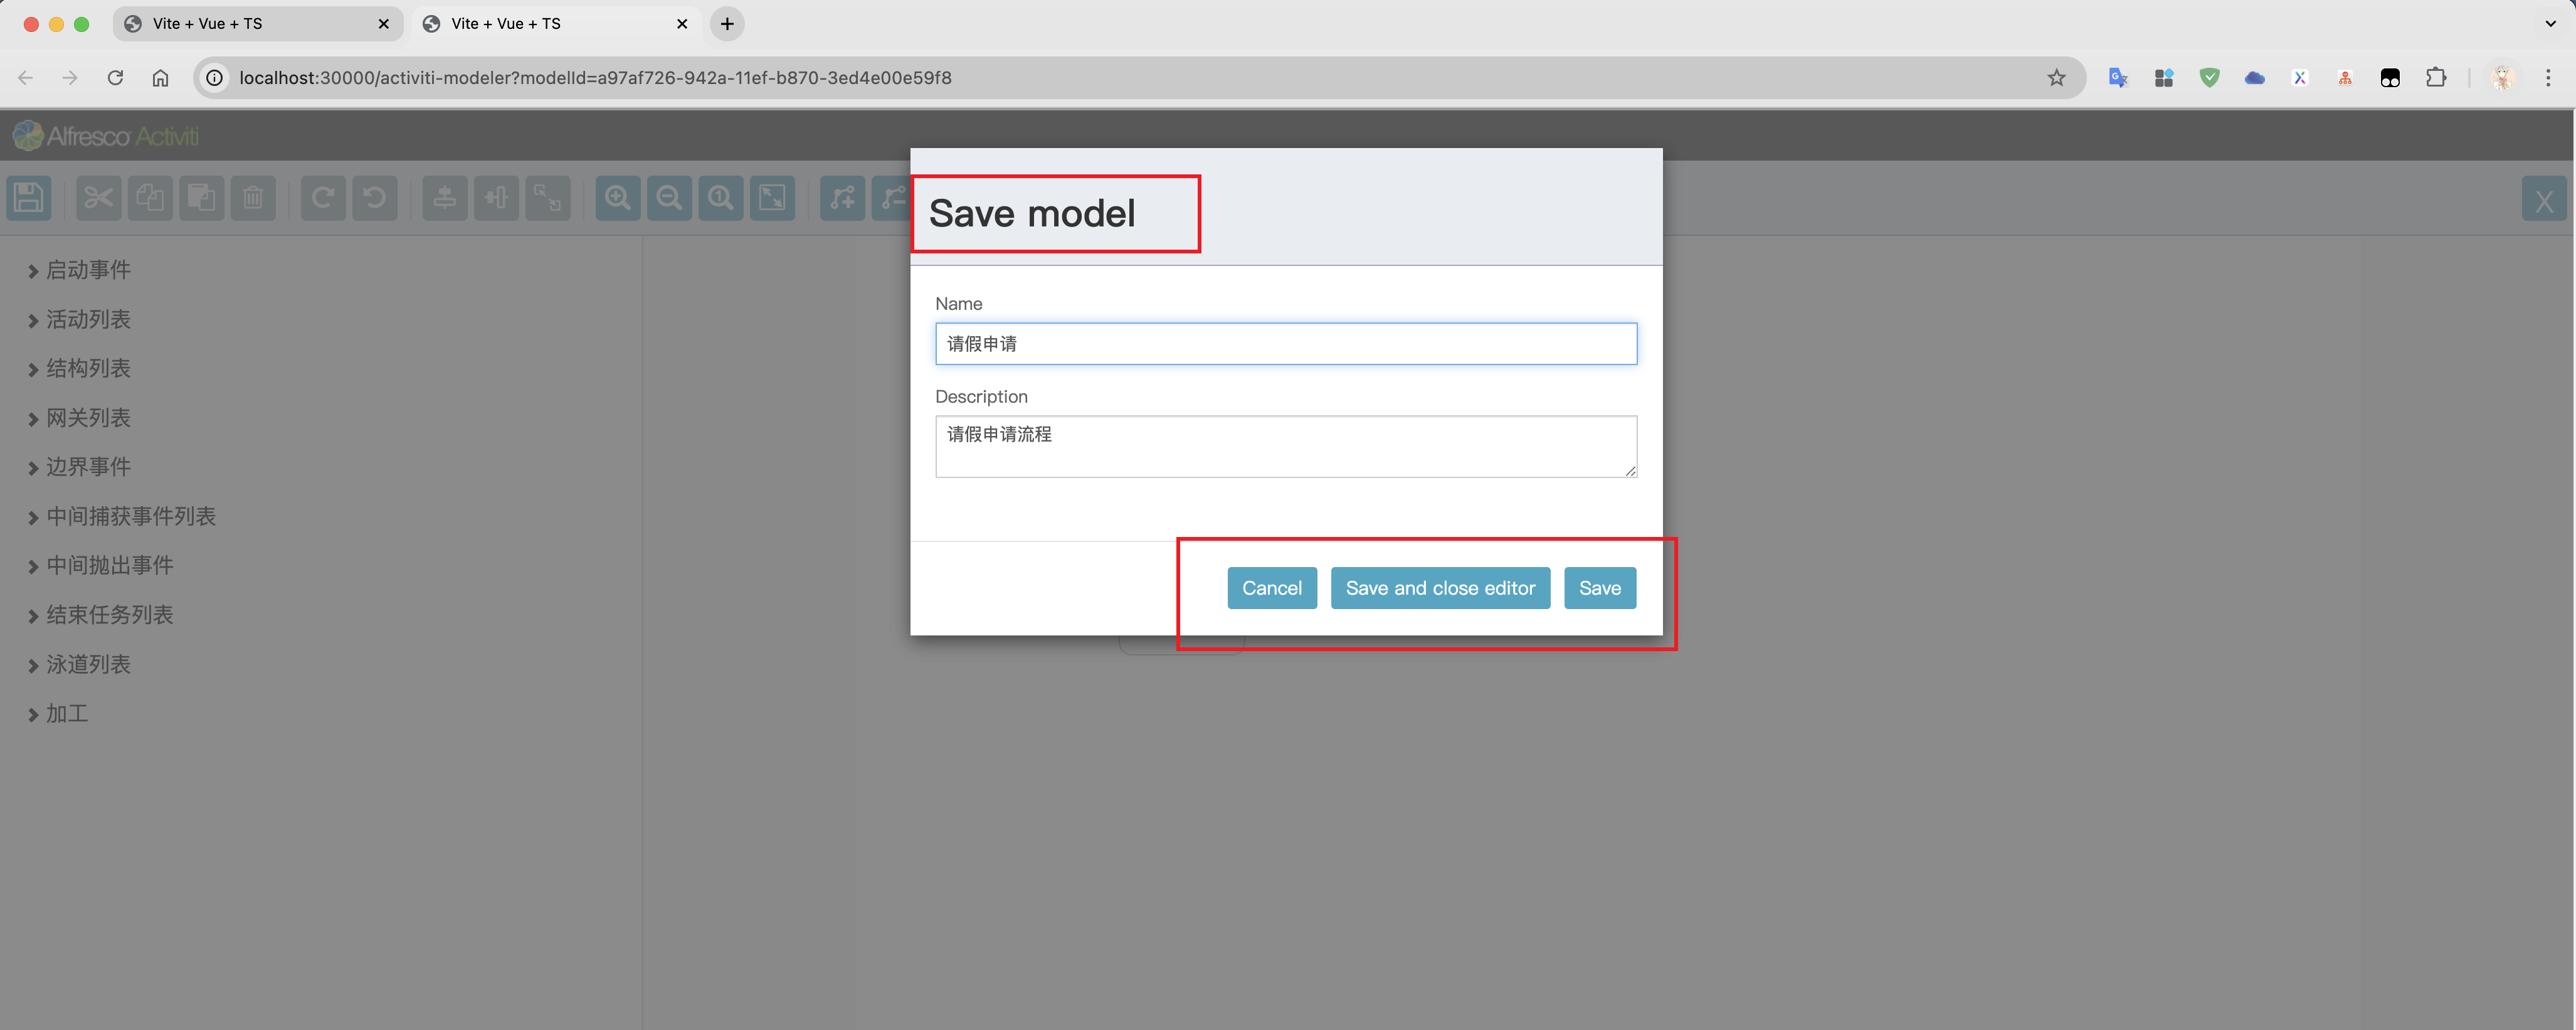 Vite + Vue + TS
Vite + Vue + TS
localhost:30000/activiti-modeler?modelId=a97af726-942a-11ef-b870-3ed4e00e59f8
Alfresco Activiti
X
启动事件
活动列表
结构列表
网关列表
边界事件
中间捕获事件列表
中间抛出事件
结束任务列表
泳道列表
加工
Save model
Name
请假申请
Description
请假申请流程
Cancel Save and close editor Save